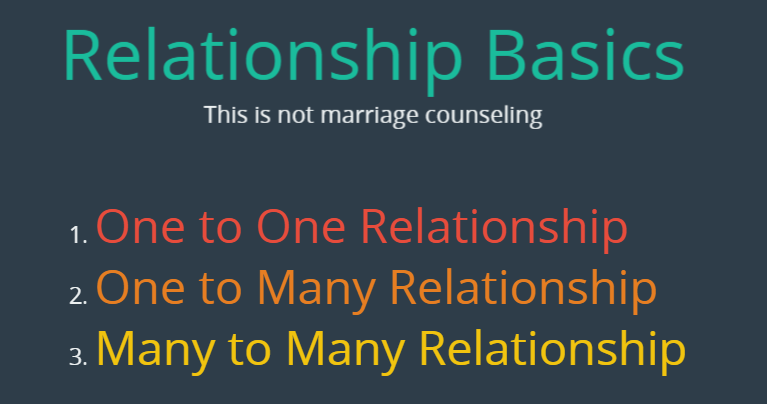 Relationship Basics
This is not marriage counseling
1. One to One Relationship
2. One to Many Relationship
3. Many to Many Relationship